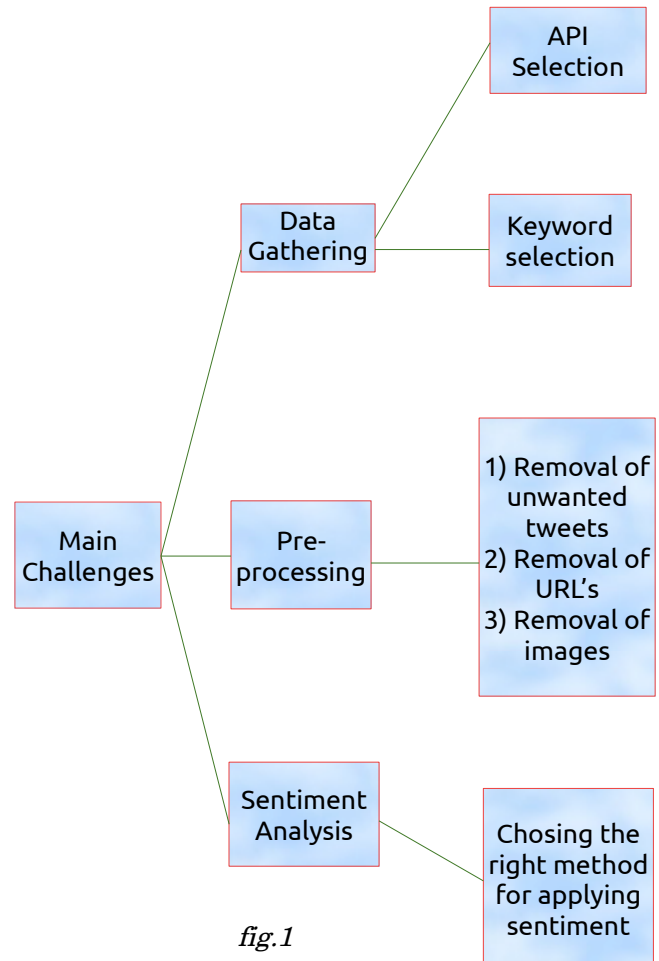 API
Selection
Data
Gathering
Keyword
selection
Main
Challenges
Pre-
processing
1) Removal of
unwanted
tweets
2) Removal of
URL’s
3) Removal of
images
Sentiment
Analysis
Chosing the
right method
for applying
sentiment
fig.1